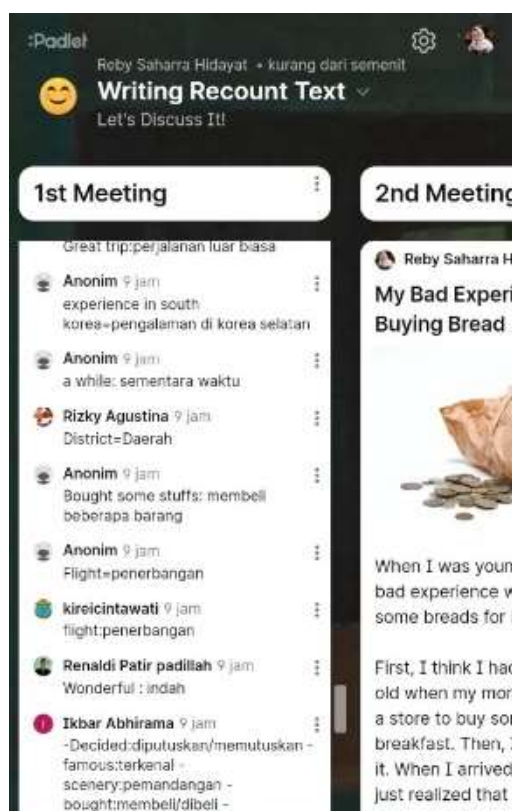 :Padlet
Reby Saharra Hidayat • kurang dari semenit
Writing Recount Text
Let's Discuss It!
1st Meeting
Great trip:perjalanan luar biasa
Anonim 9 jam
experience in south
korea=pengalaman di korea selatan
Anonim 9 jam
a while: sementara waktu
Rizky Agustina 9 jam
District=Daerah
Anonim 9 jam
Bought some stuffs: membeli
beberapa barang
Anonim 9 jam
Flight=penerbangan
kireicintawati 9 jam
flight:penerbangan
Renaldi Patir padillah 9 jam
Wonderful : indah
Ikbar Abhirama 9 jam
-Decided:diputuskan/memutuskan -
famous:terkenal -
scenery:pemandangan -
bought:membeli/dibeli -
2nd Meeting
Reby Saharra H
My Bad Experi
Buying Bread
When I was youn
bad experience w
some breads for
First, I think I had
old when my mom
a store to buy som
breakfast. Then, I
it. When I arrived
just realized that